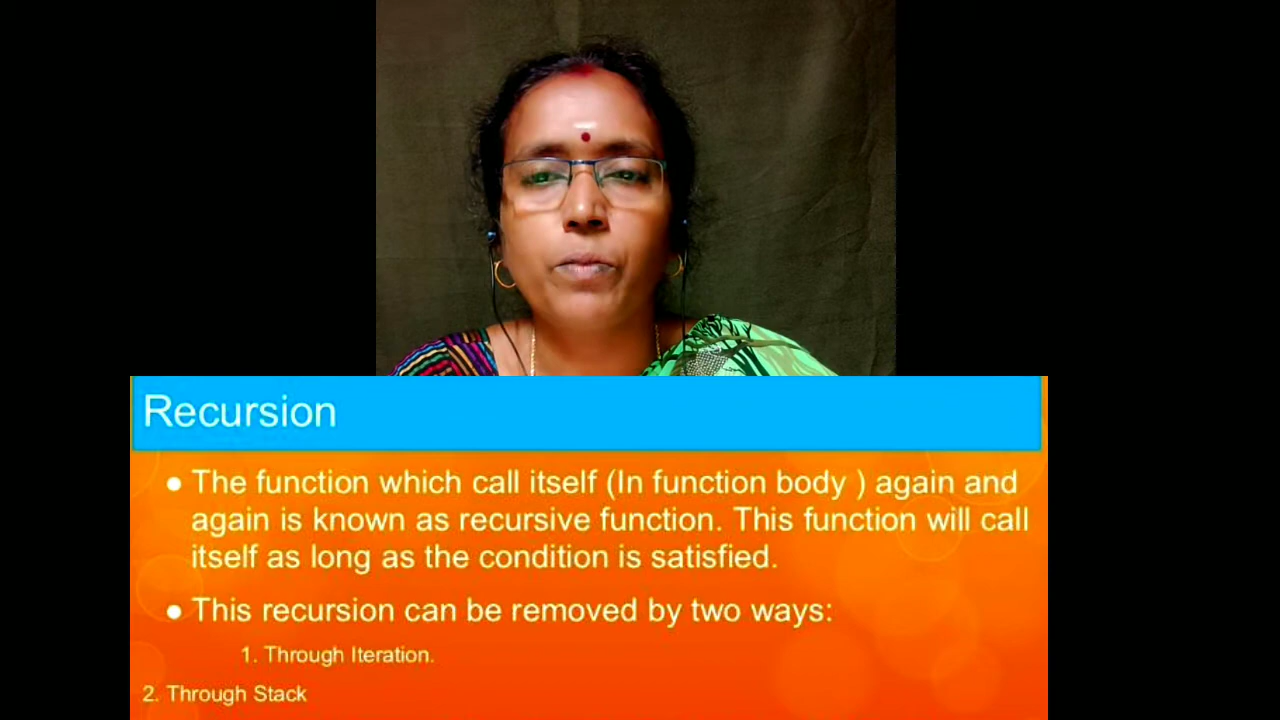 Recursion
● The function which call itself (In function body ) again and
again is known as recursive function. This function will call
itself as long as the condition is satisfied.
● This recursion can be removed by two ways:
1. Through Iteration.
2. Through Stack